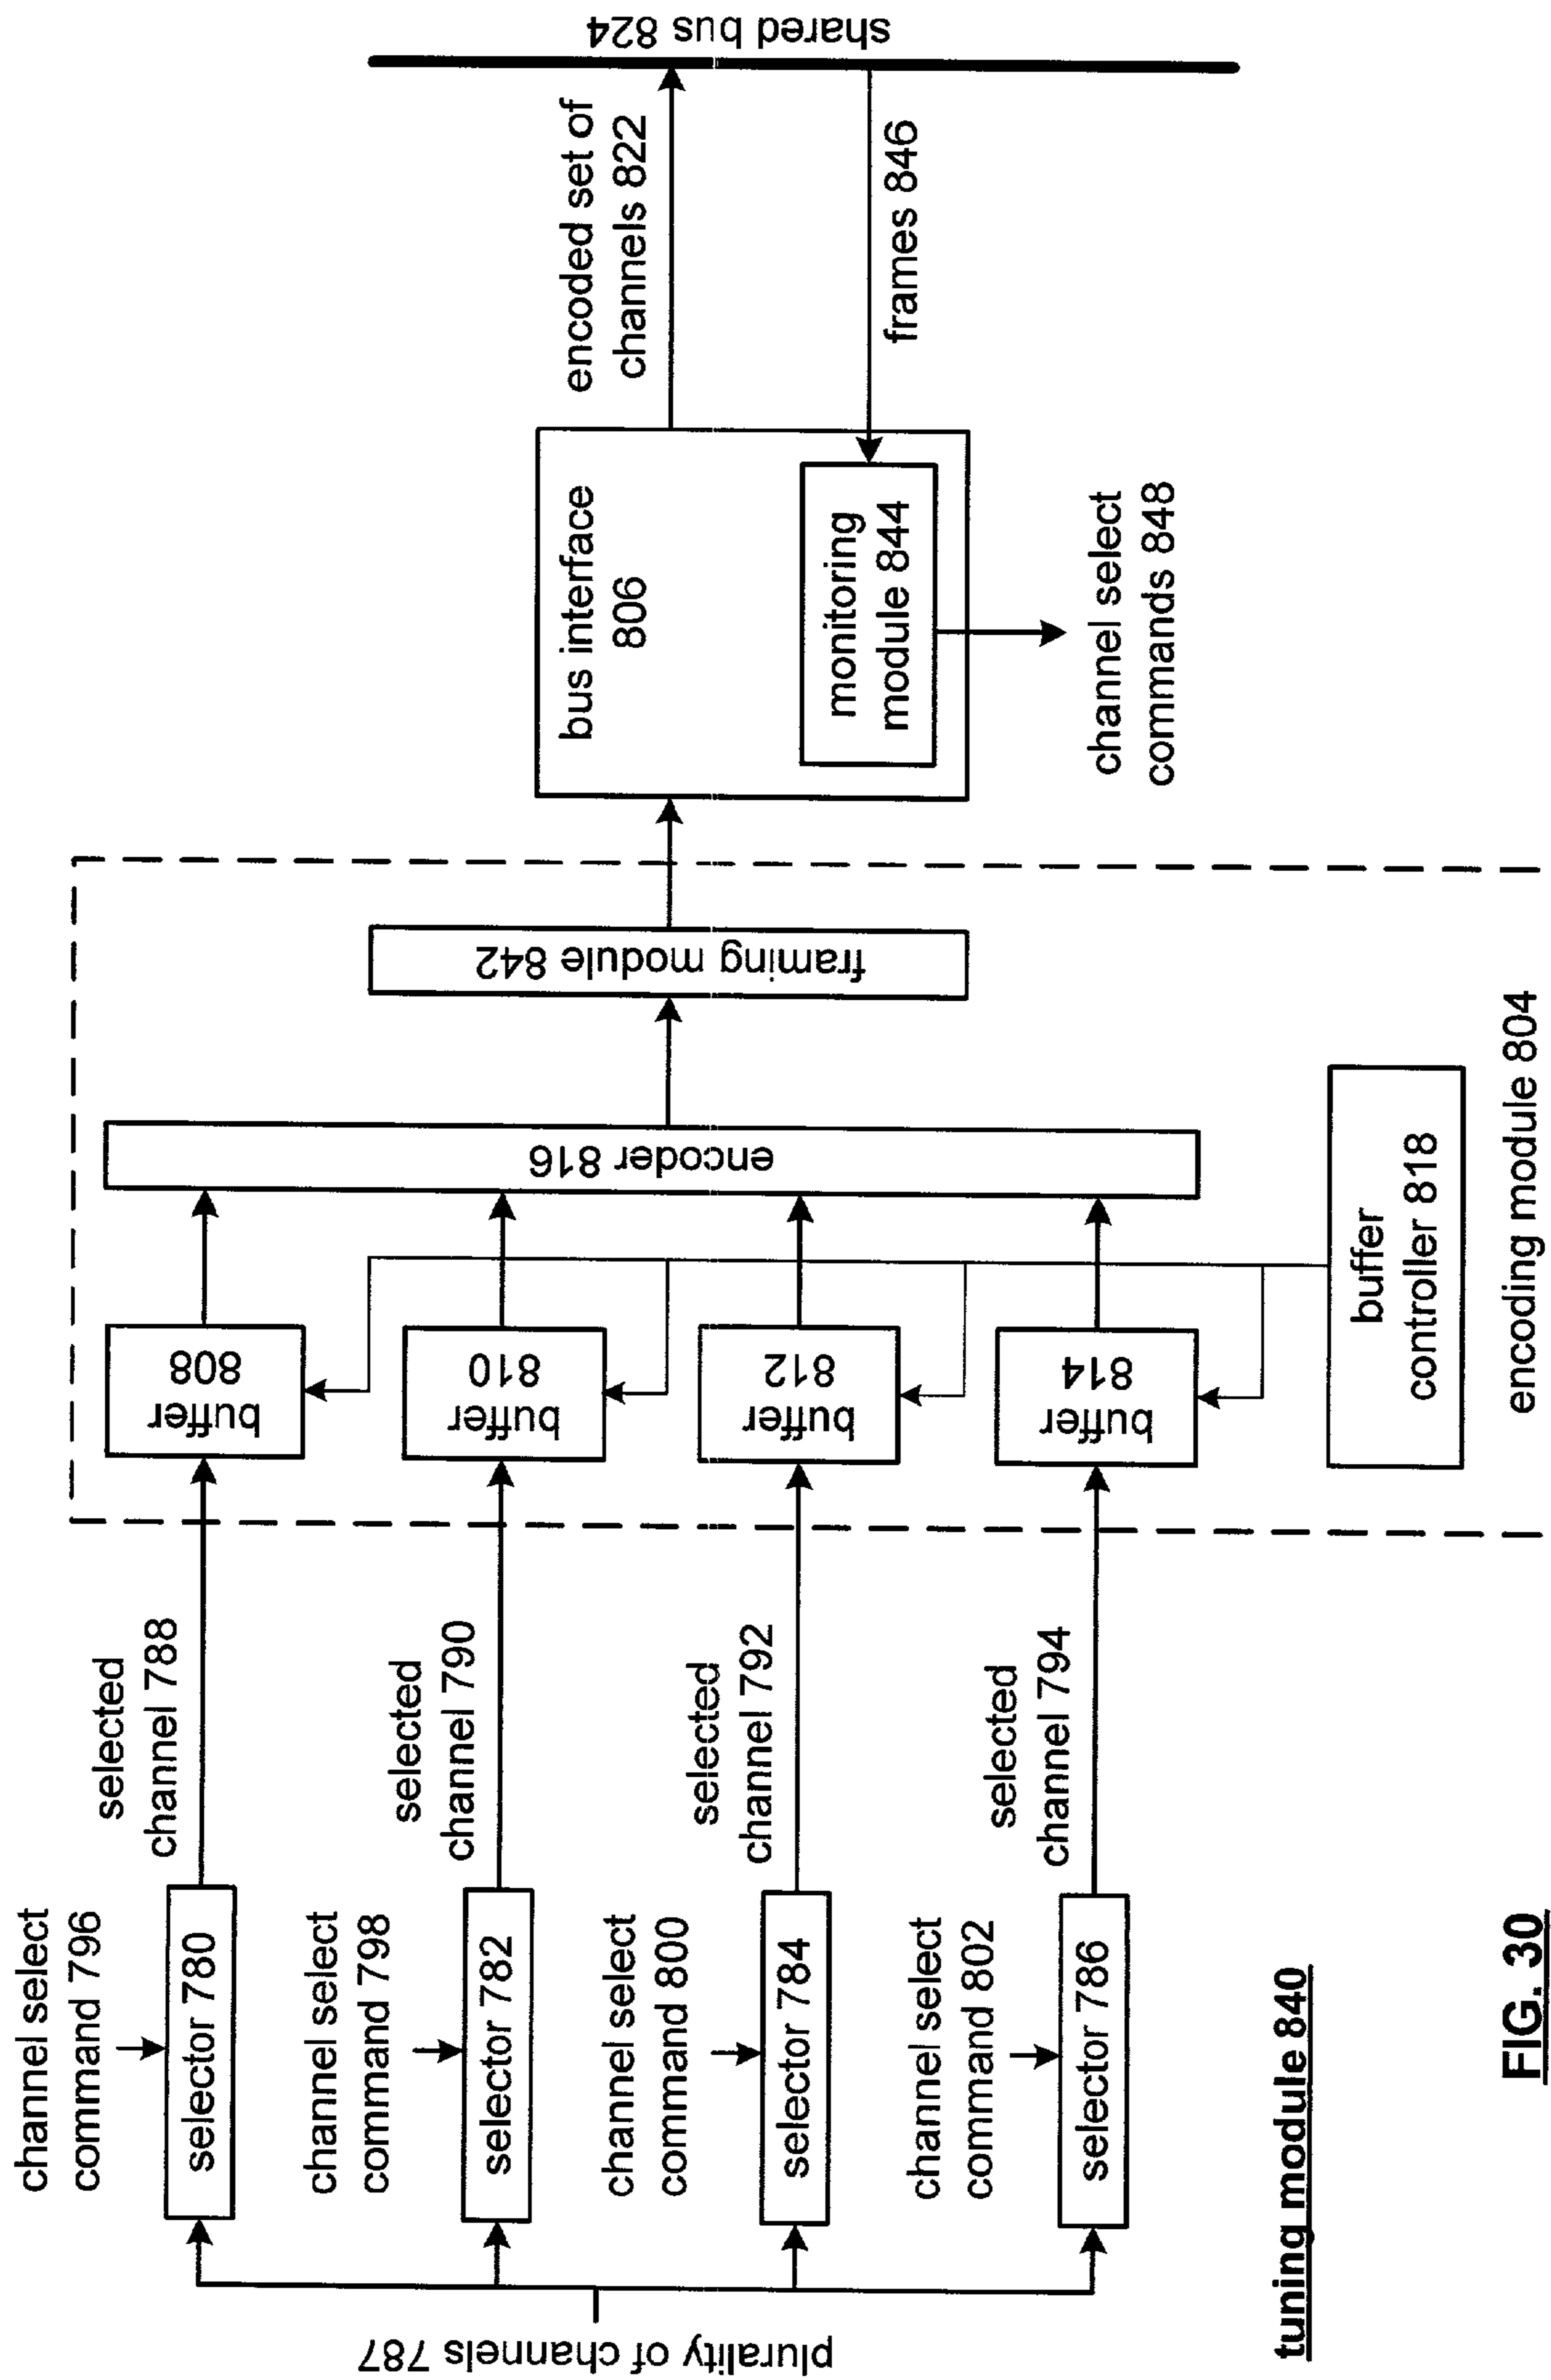 plurality of channels 787
channel select
command 796
selector 780
selected
channel 788
channel select
command 798
selector 782
selected
channel 790
channel select
command 800
selector 784
selected
channel 792
channel select
command 802
selector 786
selected
channel 794
buffer
808
buffer
810
buffer
812
buffer
814
encoder 816
framing module 842
buffer
controller 818
encoding module 804
bus interface
806
monitoring
module 844
channel select
commands 848
encoded set of
channels 822
frames 846
shared bus 824
tuning module 840
FIG. 30